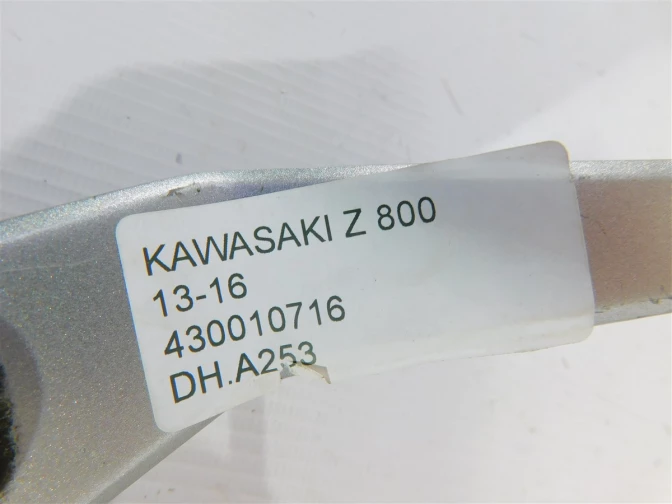 KAWASAKI Z 800
13-16
430010716
DH.A253